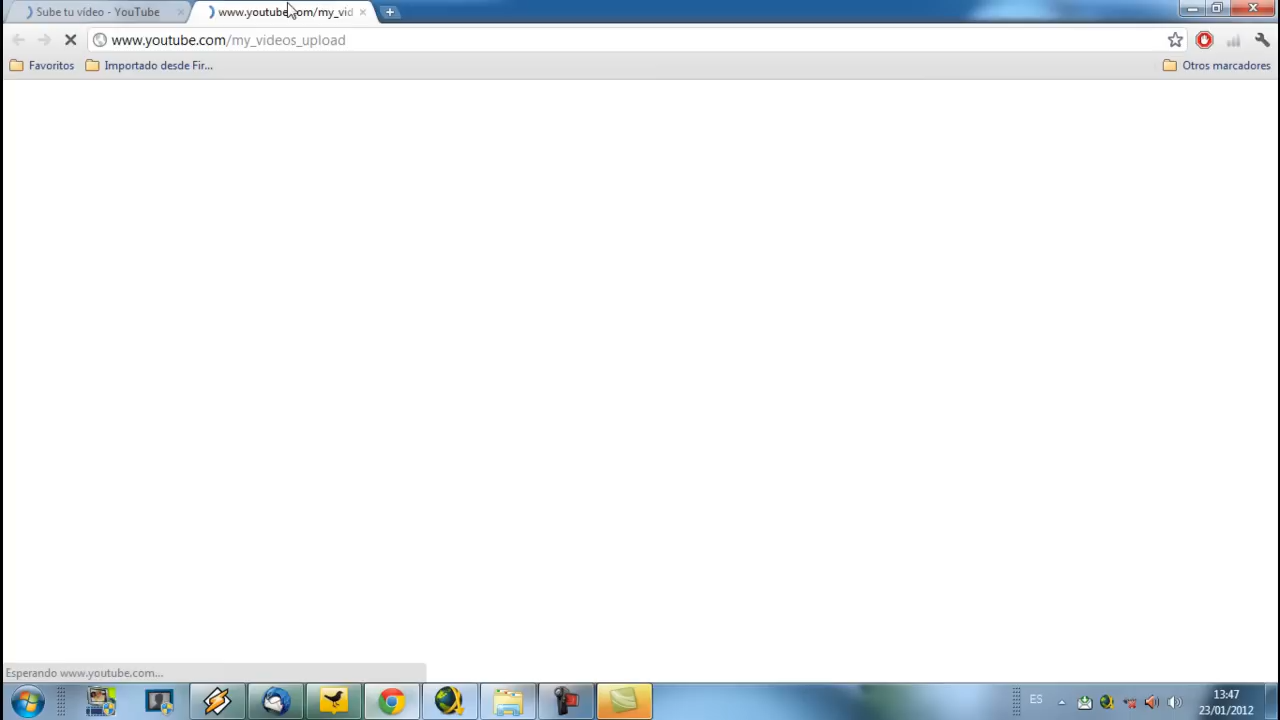 Sube tu vídeo - YouTube
www.youtube.com/my_vid
www.youtube.com/my_videos_upload
Favoritos
Importado desde Fir...
Otros marcadores
Esperando www.youtube.com...
ES
13:47
23/01/2012